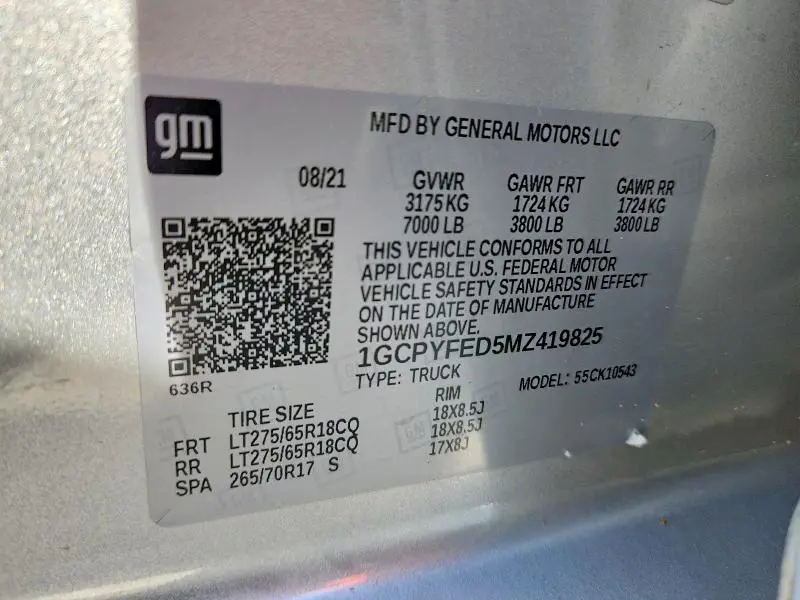 gm
MFD BY GENERAL MOTORS LLC
08/21
GVWR GAWR FRT GAWR RR
3175 KG 1724 KG 1724 KG
7000 LB 3800 LB 3800 LB
THIS VEHICLE CONFORMS TO ALL
APPLICABLE U.S. FEDERAL MOTOR
VEHICLE SAFETY STANDARDS IN EFFECT
ON THE DATE OF MANUFACTURE
SHOWN ABOVE.
1GCPYFED5MZ419825
TYPE: TRUCK MODEL: 55CK10543
636R
TIRE SIZE RIM
FRT LT275/65R18CQ 18X8.5J
RR LT275/65R18CQ 18X8.5J
SPA 265/70R17 S 17X8J
GM